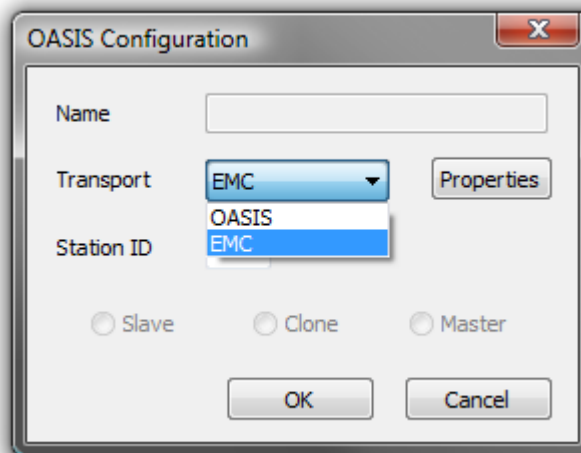 OASIS Configuration
Name
Transport EMC Properties
OASIS
EMC
Station ID
Slave Clone Master
OK Cancel